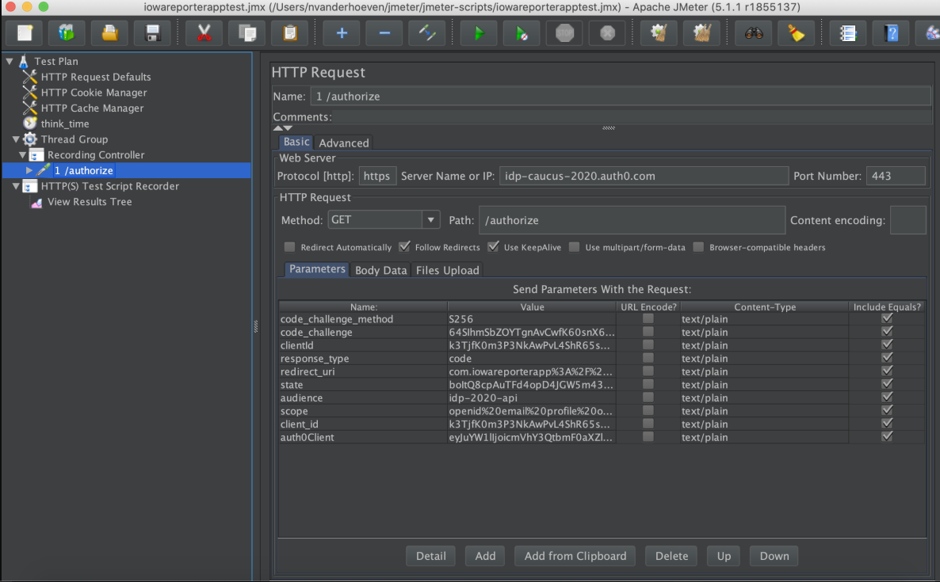 iowareporterapptest.jmx (/Users/nvanderhoeven/jmeter/jmeter-scripts/iowareporterapptest.jmx) - Apache JMeter (5.1.1 r1855137)
Test Plan
HTTP Request Defaults
HTTP Cookie Manager
HTTP Cache Manager
think_time
Thread Group
Recording Controller
1 /authorize
HTTP(S) Test Script Recorder
View Results Tree
HTTP Request
Name: 1 /authorize
Comments:
Basic Advanced
Web Server
Protocol [http]: https Server Name or IP: idp-caucus-2020.auth0.com Port Number: 443
HTTP Request
Method: GET Path: /authorize Content encoding:
Redirect Automatically Follow Redirects Use KeepAlive Use multipart/form-data Browser-compatible headers
Parameters Body Data Files Upload
Send Parameters With the Request:
Name: Value URL Encode? Content-Type Include Equals?
code_challenge_method S256 text/plain
code_challenge 64SlhmSbZOYTgnAvCwfK60snX6... text/plain
clientId k3TjfK0m3P3NkAwPvL4ShR65s... text/plain
response_type code text/plain
redirect_uri com.iowareporterapp%3A%2F%2... text/plain
state boltQ8cpAuTFd4opD4JGW5m43... text/plain
audience idp-2020-api text/plain
scope openid%20email%20profile%20o... text/plain
client_id k3TjfK0m3P3NkAwPvL4ShR65s... text/plain
auth0Client eyJuYW1lIjoicmVhY3QtbmF0aXZl... text/plain
Detail Add Add from Clipboard Delete Up Down